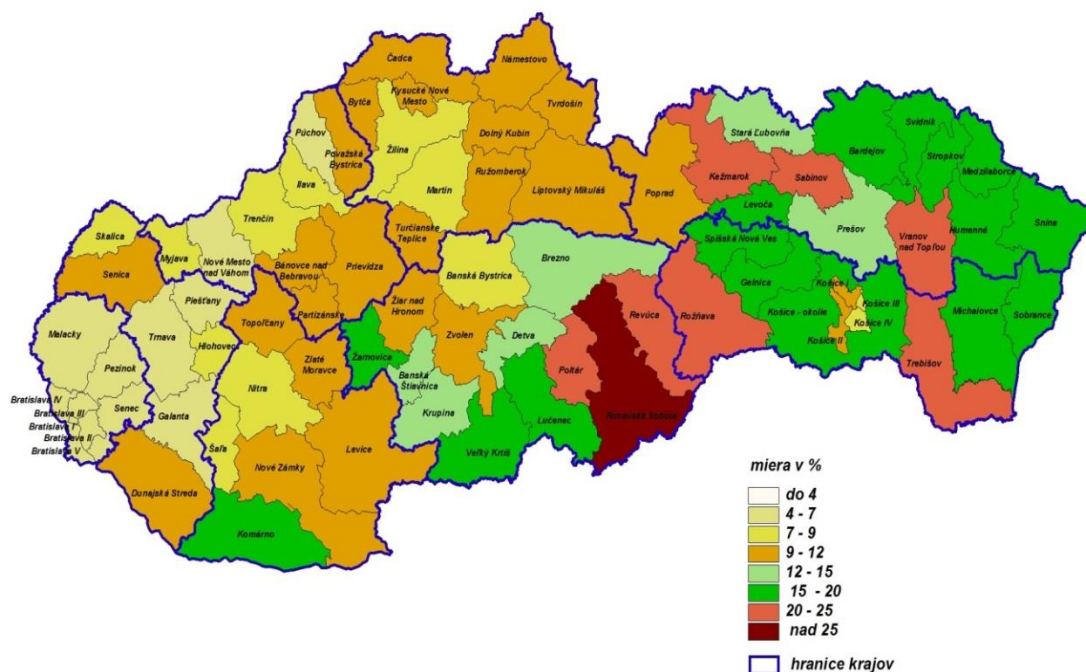 Čadca
Námestovo
Bytča
Kysucké Nové
Mesto
Tvrdošín
Púchov
Považská
Bystrica
Žilina
Dolný Kubín
Stará Ľubovňa
Svidník
Bardejov
Stropkov
Medzilaborce
Ilava
Martin
Ružomberok
Liptovský Mikuláš
Poprad
Kežmarok
Sabinov
Levoča
Trenčín
Turčianske
Teplice
Prešov
Vranov
nad Topľou
Humenné
Snina
Skalica
Senica
Myjava
Nové Mesto
nad Váhom
Bánovce nad
Bebravou
Prievidza
Banská Bystrica
Brezno
Spišská Nová Ves
Gelnica
Košice I
Košice III
Košice - okolie
Košice IV
Košice II
Michalovce
Sobrance
Piešťany
Topoľčany
Partizánske
Žiar nad
Hronom
Zvolen
Detva
Revúca
Rožňava
Malacky
Trnava
Hlohovec
Zlaté
Moravce
Žarnovica
Banská
Štiavnica
Poltár
Trebišov
Pezinok
Nitra
Krupina
Rimavská Sobota
Bratislava IV
Bratislava III
Bratislava I
Bratislava II
Bratislava V
Senec
Galanta
Šaľa
Levice
Lučenec
Veľký Krtíš
Dunajská Streda
Nové Zámky
Komárno
miera v %
do 4
4 - 7
7 - 9
9 - 12
12 - 15
15 - 20
20 - 25
nad 25
hranice krajov